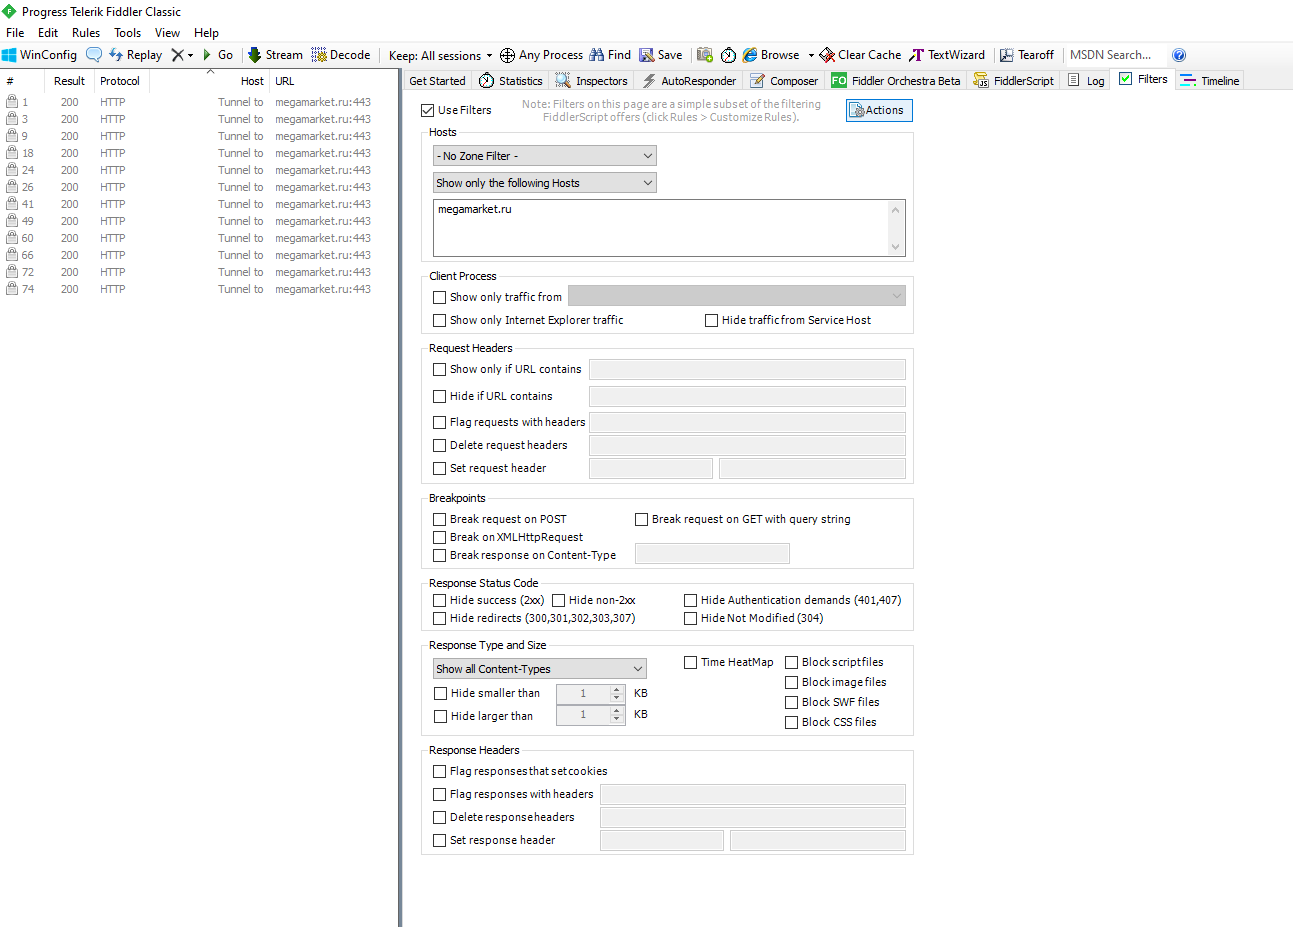 Progress Telerik Fiddler Classic
File Edit Rules Tools View Help
WinConfig Replay X Go Stream Decode Keep: All sessions Any Process Find Save Browse Clear Cache TextWizard Tearoff MSDN Search... ?
# Result Protocol Host URL
1 200 HTTP Tunnel to megamarket.ru:443
3 200 HTTP Tunnel to megamarket.ru:443
9 200 HTTP Tunnel to megamarket.ru:443
18 200 HTTP Tunnel to megamarket.ru:443
24 200 HTTP Tunnel to megamarket.ru:443
26 200 HTTP Tunnel to megamarket.ru:443
41 200 HTTP Tunnel to megamarket.ru:443
49 200 HTTP Tunnel to megamarket.ru:443
60 200 HTTP Tunnel to megamarket.ru:443
66 200 HTTP Tunnel to megamarket.ru:443
72 200 HTTP Tunnel to megamarket.ru:443
74 200 HTTP Tunnel to megamarket.ru:443
Get Started Statistics Inspectors AutoResponder Composer FO Fiddler Orchestra Beta FiddlerScript Log Filters Timeline
Use Filters
Note: Filters on this page are a simple subset of the filtering
FiddlerScript offers (click Rules > Customize Rules).
Actions
Hosts
- No Zone Filter -
Show only the following Hosts
megamarket.ru
Client Process
Show only traffic from
Show only Internet Explorer traffic Hide traffic from Service Host
Request Headers
Show only if URL contains
Hide if URL contains
Flag requests with headers
Delete request headers
Set request header
Breakpoints
Break request on POST Break request on GET with query string
Break on XMLHttpRequest
Break response on Content-Type
Response Status Code
Hide success (2xx) Hide non-2xx Hide Authentication demands (401,407)
Hide redirects (300,301,302,303,307) Hide Not Modified (304)
Response Type and Size
Show all Content-Types Time HeatMap Block script files
Block image files
Hide smaller than 1 KB
Block SWF files
Hide larger than 1 KB
Block CSS files
Response Headers
Flag responses that set cookies
Flag responses with headers
Delete response headers
Set response header